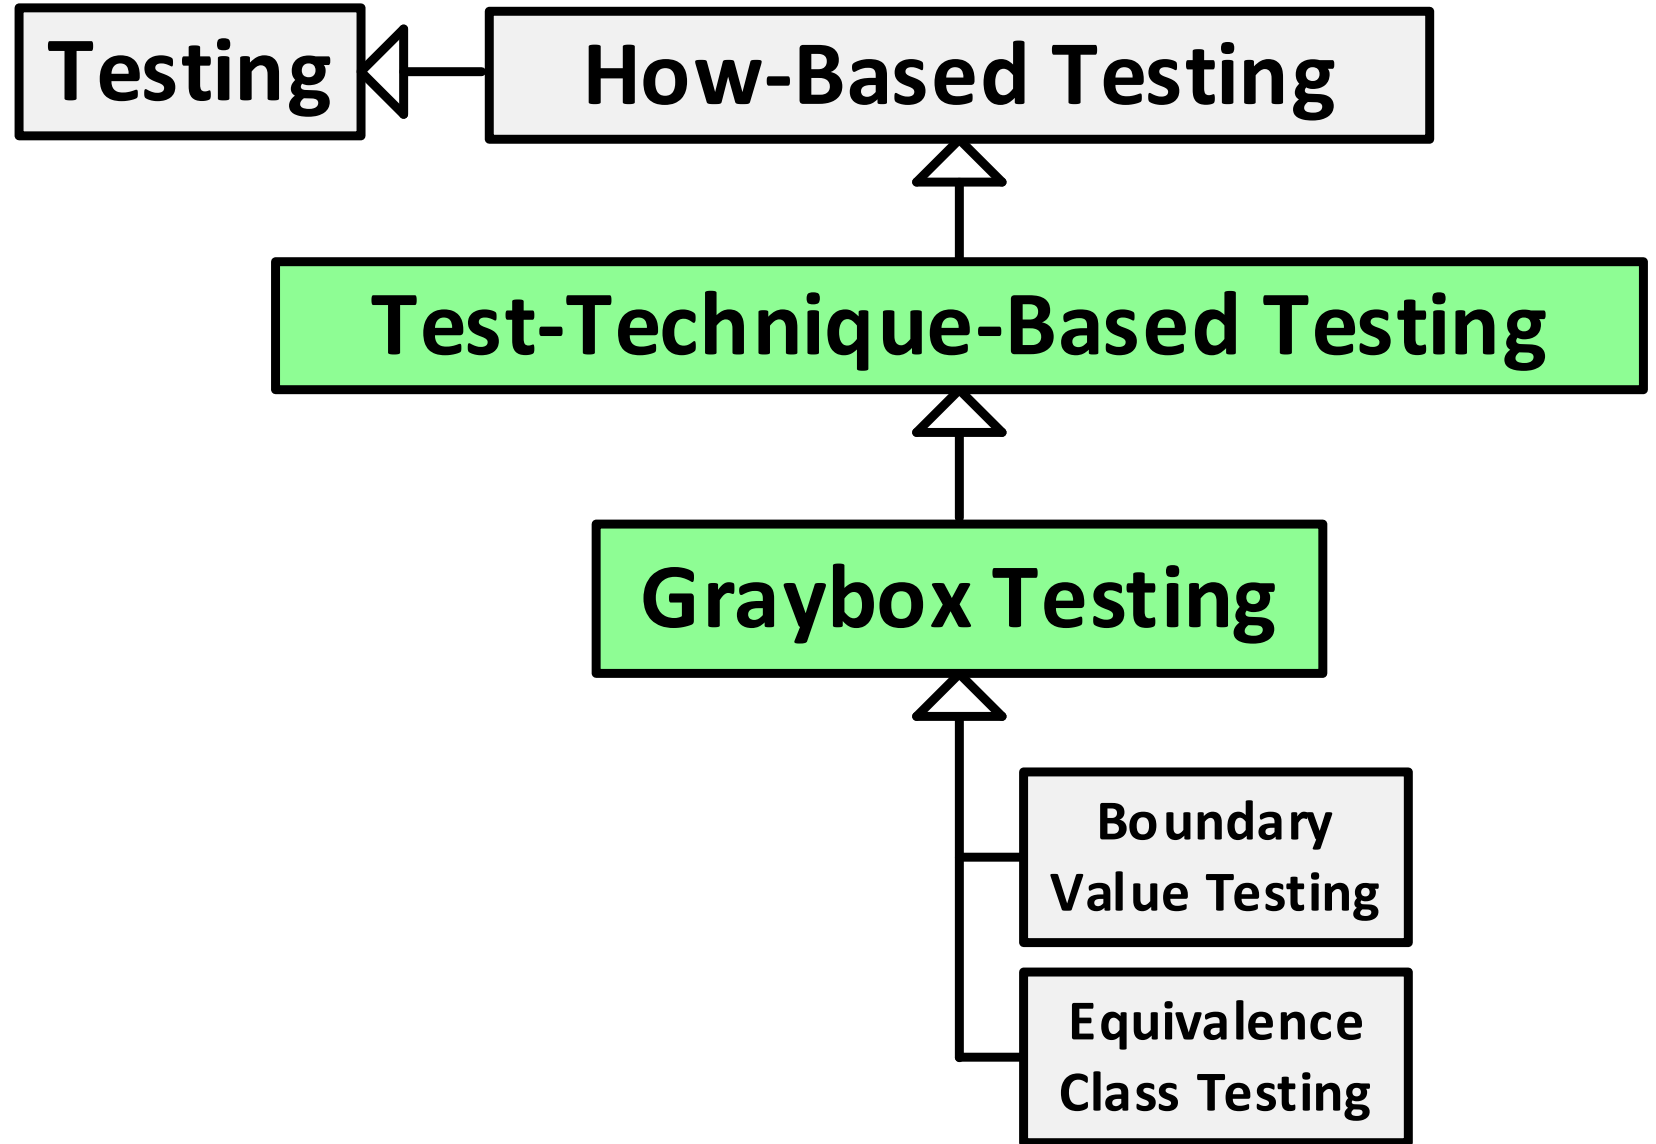 Testing
How-Based Testing
Test-Technique-Based Testing
Graybox Testing
Boundary
Value Testing
Equivalence
Class Testing